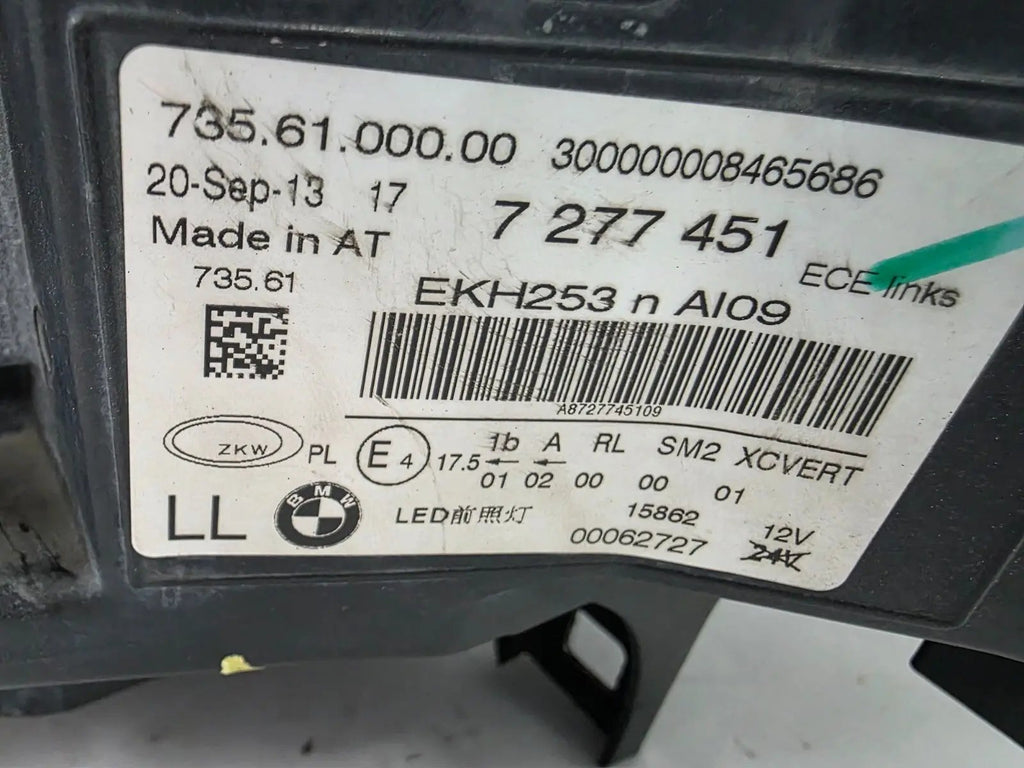 735.61.000.00 300000008465686
20-Sep-13 17 7 277 451
Made in AT ECE links
735.61 EKH253 n AI09
A8727745109
ZKW PL E4 17.5 1b A RL SM2 XCVERT
01 02 00 00 01
LL BMW LED前照灯 15862 12V
00062727 24V